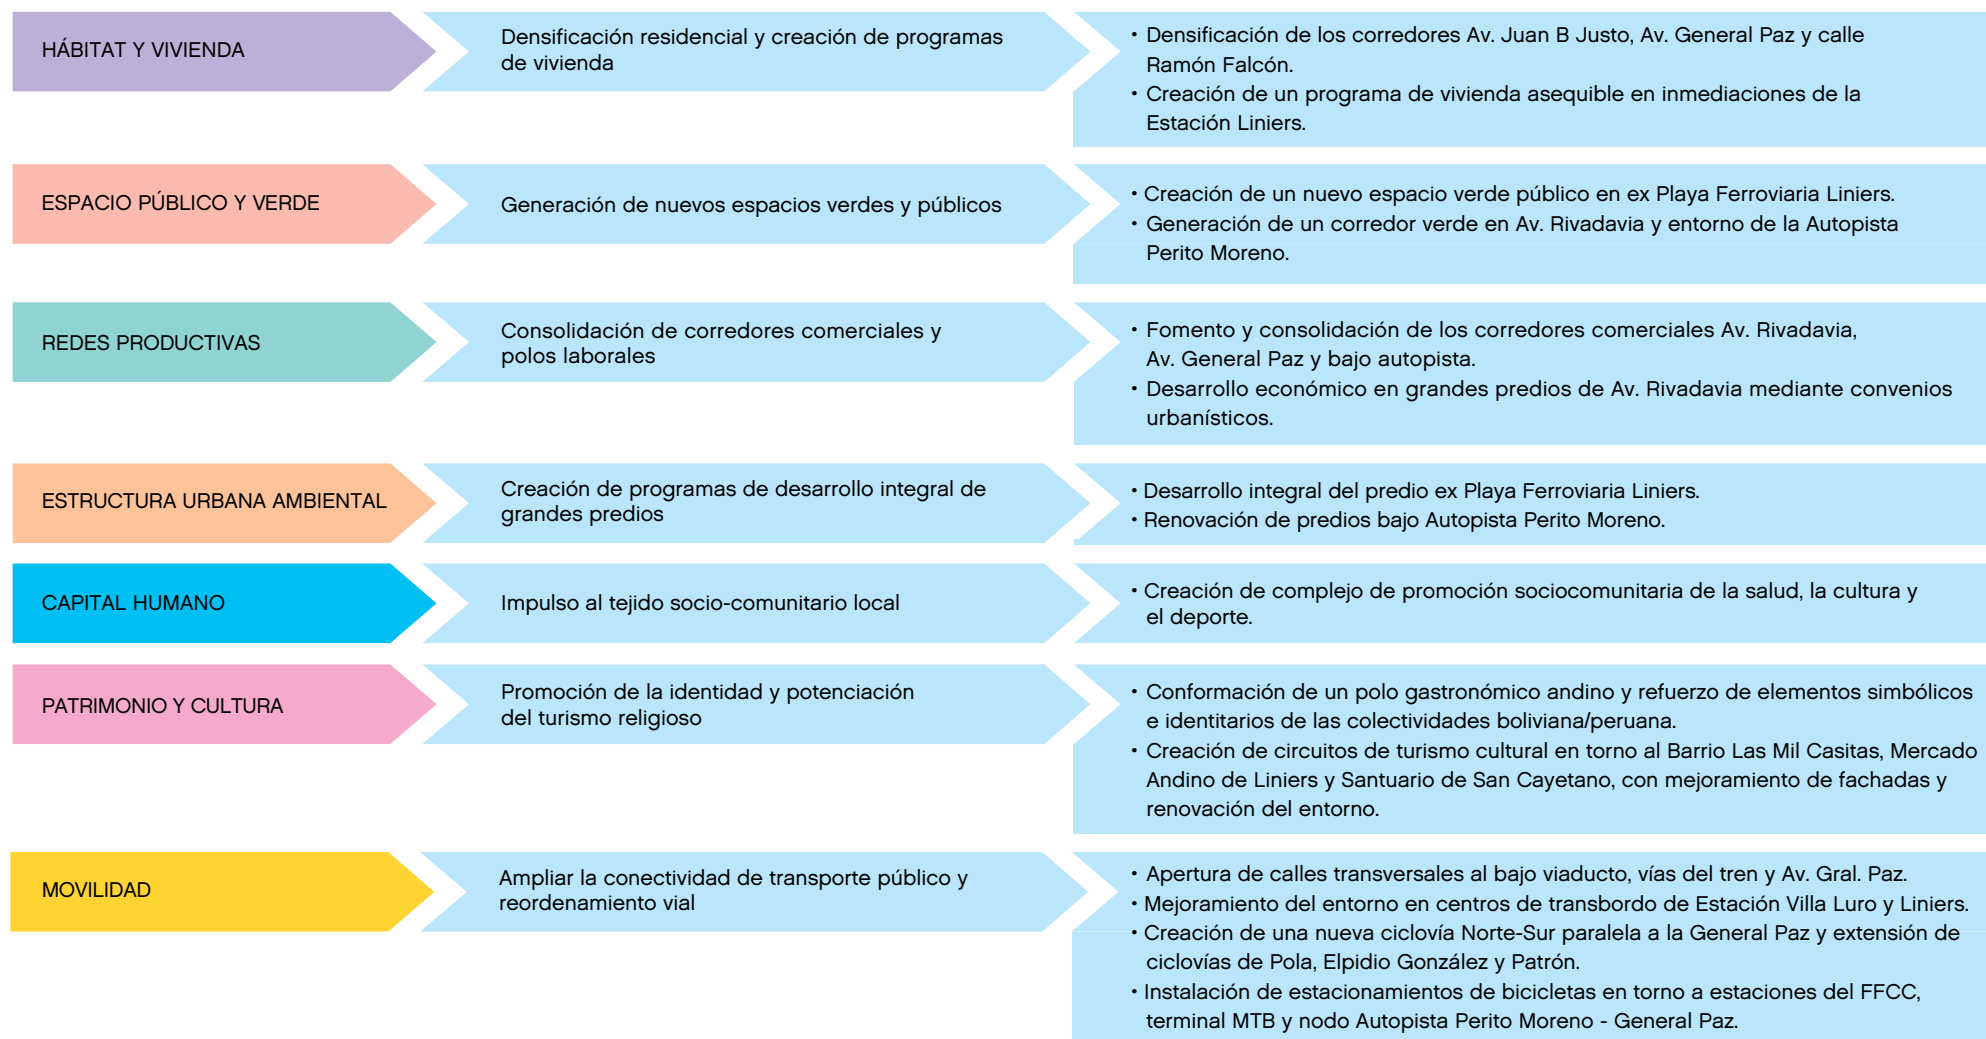 HÁBITAT Y VIVIENDA
Densificación residencial y creación de programas
de vivienda
• Densificación de los corredores Av. Juan B Justo, Av. General Paz y calle
Ramón Falcón.
• Creación de un programa de vivienda asequible en inmediaciones de la
Estación Liniers.
ESPACIO PÚBLICO Y VERDE
Generación de nuevos espacios verdes y públicos
• Creación de un nuevo espacio verde público en ex Playa Ferroviaria Liniers.
• Generación de un corredor verde en Av. Rivadavia y entorno de la Autopista
Perito Moreno.
REDES PRODUCTIVAS
Consolidación de corredores comerciales y
polos laborales
• Fomento y consolidación de los corredores comerciales Av. Rivadavia,
Av. General Paz y bajo autopista.
• Desarrollo económico en grandes predios de Av. Rivadavia mediante convenios
urbanísticos.
ESTRUCTURA URBANA AMBIENTAL
Creación de programas de desarrollo integral de
grandes predios
• Desarrollo integral del predio ex Playa Ferroviaria Liniers.
• Renovación de predios bajo Autopista Perito Moreno.
CAPITAL HUMANO
Impulso al tejido socio-comunitario local
• Creación de complejo de promoción sociocomunitaria de la salud, la cultura y
el deporte.
PATRIMONIO Y CULTURA
Promoción de la identidad y potenciación
del turismo religioso
• Conformación de un polo gastronómico andino y refuerzo de elementos simbólicos
e identitarios de las colectividades boliviana/peruana.
• Creación de circuitos de turismo cultural en torno al Barrio Las Mil Casitas, Mercado
Andino de Liniers y Santuario de San Cayetano, con mejoramiento de fachadas y
renovación del entorno.
MOVILIDAD
Ampliar la conectividad de transporte público y
reordenamiento vial
• Apertura de calles transversales al bajo viaducto, vías del tren y Av. Gral. Paz.
• Mejoramiento del entorno en centros de transbordo de Estación Villa Luro y Liniers.
• Creación de una nueva ciclovía Norte-Sur paralela a la General Paz y extensión de
ciclovías de Pola, Elpidio González y Patrón.
• Instalación de estacionamientos de bicicletas en torno a estaciones del FFCC,
terminal MTB y nodo Autopista Perito Moreno - General Paz.